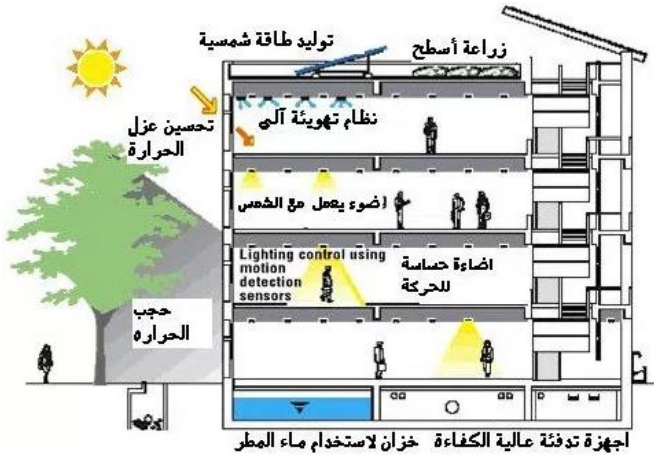 توليد طاقة شمسية
زراعة أسطح
تحسين عزل
الحرارة
نظام تهويئة آلي
أضوء يعمل مع الشمس
Lighting control using
motion
detection
sensors
اضاءة حساسة
للحركة
حجب
الحراره
خزان لاستخدام ماء المطر
اجهزة تدفئة عالية الكفاءة